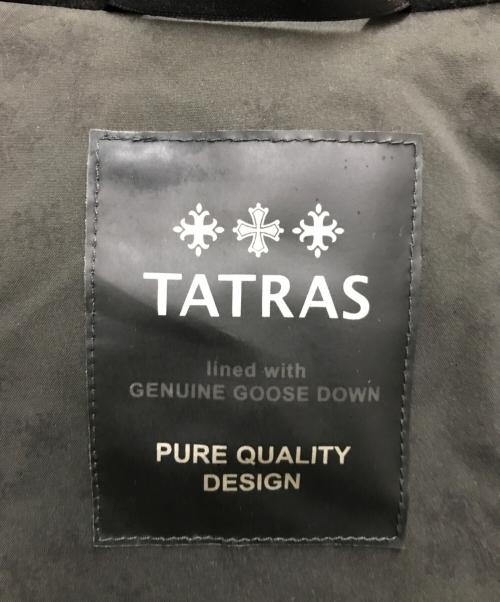 TATRAS
lined with
GENUINE GOOSE DOWN
PURE QUALITY
DESIGN